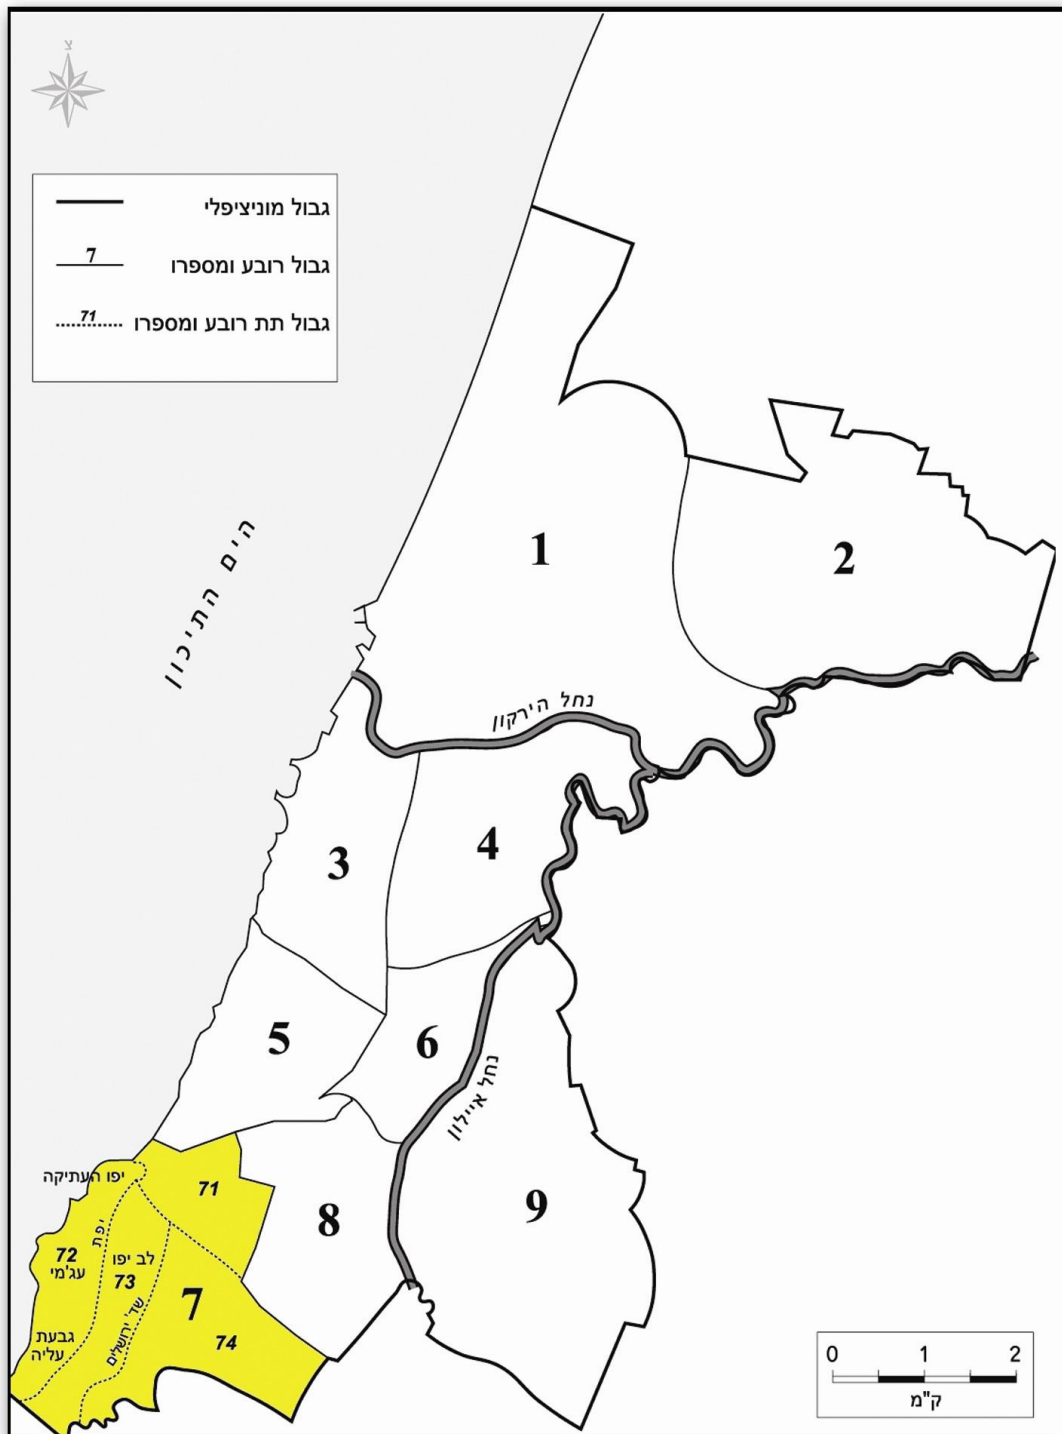 צ
גבול מוניציפלי
7
גבול רובע ומספרו
71
גבול תת רובע ומספרו
הים התיכון
1
2
נחל הירקון
3
4
5
6
נחל איילון
יפו העתיקה
71
יפת
72
עג'מי
לב יפו
73
8
9
7
שד' ירושלים
74
גבעת
עליה
0 1 2
ק"מ